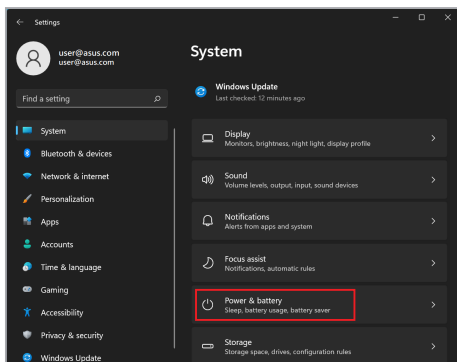 Settings
user@asus.com
user@asus.com
Find a setting
System
Bluetooth & devices
Network & internet
Personalization
Apps
Accounts
Time & language
Gaming
Accessibility
Privacy & security
Windows Update
System
Windows Update
Last checked: 12 minutes ago
Display
Monitors, brightness, night light, display profile
Sound
Volume levels, output, input, sound devices
Notifications
Alerts from apps and system
Focus assist
Notifications, automatic rules
Power & battery
Sleep, battery usage, battery saver
Storage
Storage space, drives, configuration rules